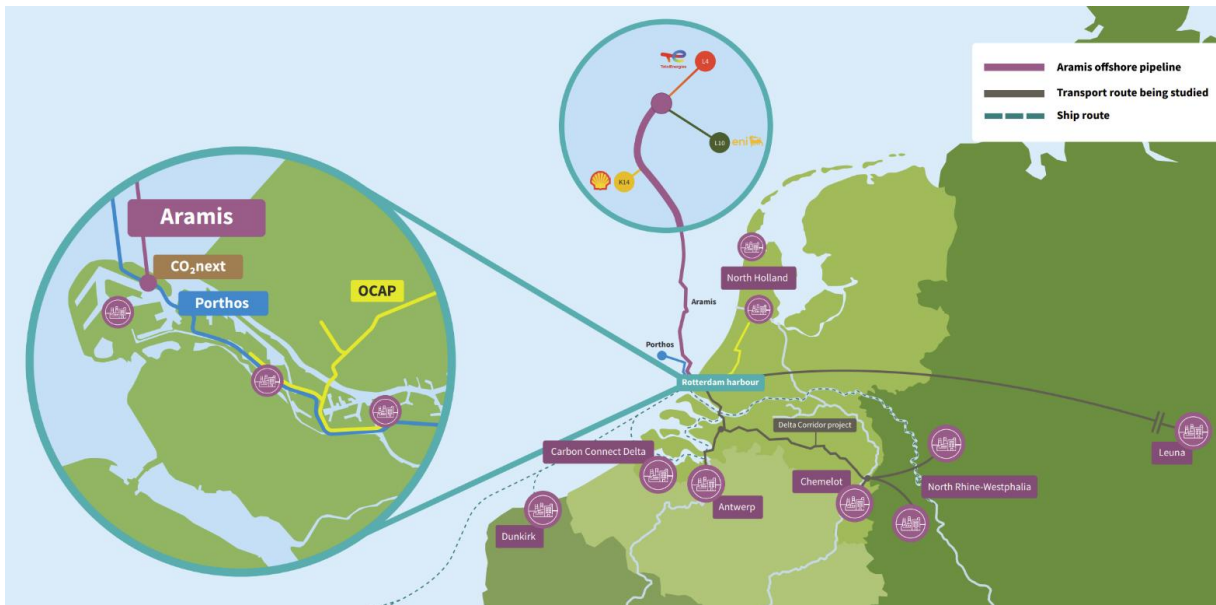 Aramis offshore pipeline
Transport route being studied
Ship route
TotalEnergies
L4
L10
eni
K14
Aramis
CO₂next
Porthos
OCAP
North Holland
Aramis
Porthos
Rotterdam harbour
Delta Corridor project
Carbon Connect Delta
Chemelot
North Rhine-Westphalia
Leuna
Antwerp
Dunkirk